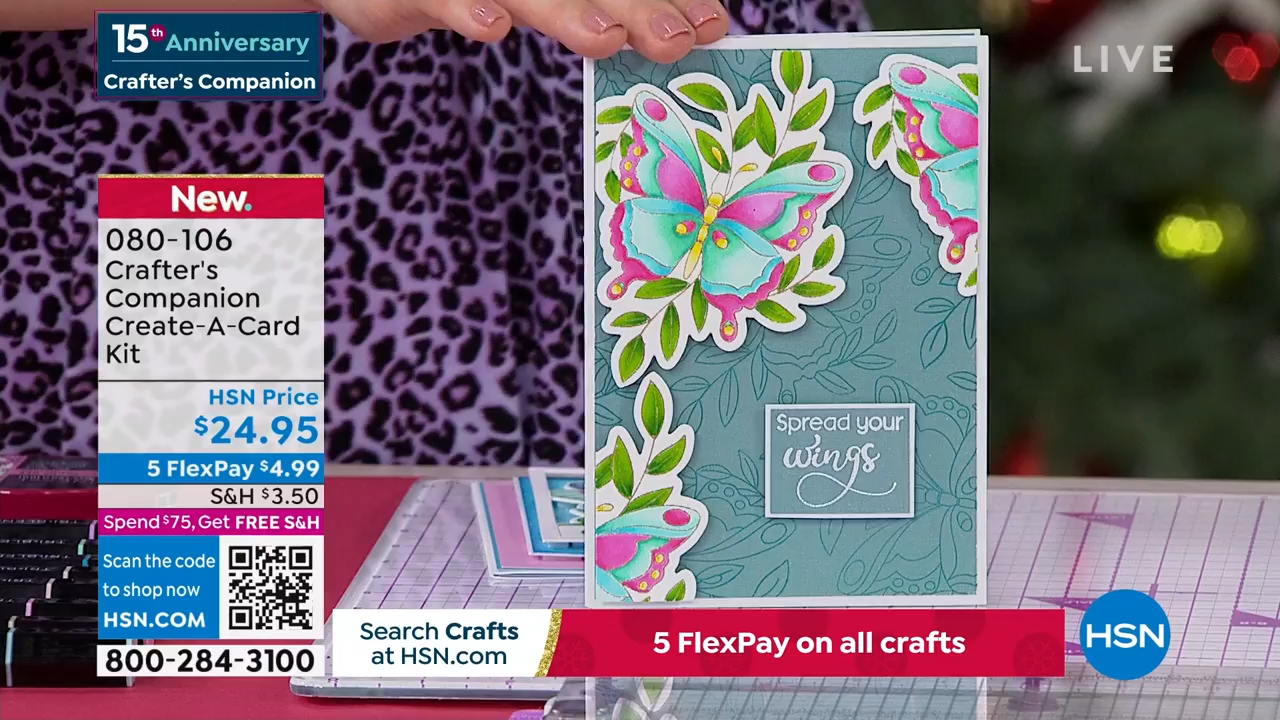 15th Anniversary
Crafter's Companion
LIVE
New.
080-106
Crafter's
Companion
Create-A-Card
Kit
HSN Price
$24.95
5 FlexPay $4.99
S&H $3.50
Spend $75, Get FREE S&H
Scan the code
to shop now
HSN.COM
800-284-3100
Spread your
wings
Search Crafts
at HSN.com
5 FlexPay on all crafts
HSN